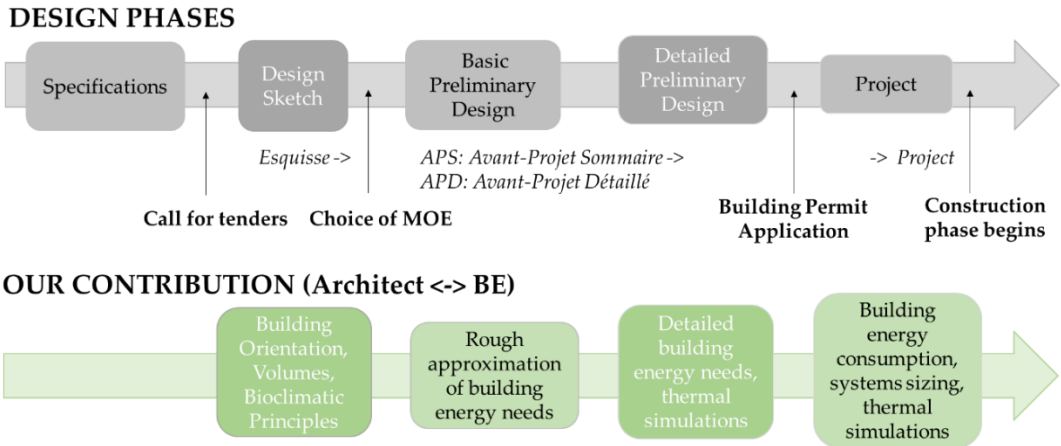 DESIGN PHASES
Specifications
Design
Sketch
Basic
Preliminary
Design
Detailed
Preliminary
Design
Project
Esquisse ->
APS: Avant-Projet Sommaire ->
APD: Avant-Projet Détaillé
-> Project
Call for tenders
Choice of MOE
Building Permit
Application
Construction
phase begins
OUR CONTRIBUTION (Architect <-> BE)
Building
Orientation,
Volumes,
Bioclimatic
Principles
Rough
approximation
of building
energy needs
Detailed
building
energy needs,
thermal
simulations
Building
energy
consumption,
systems sizing,
thermal
simulations